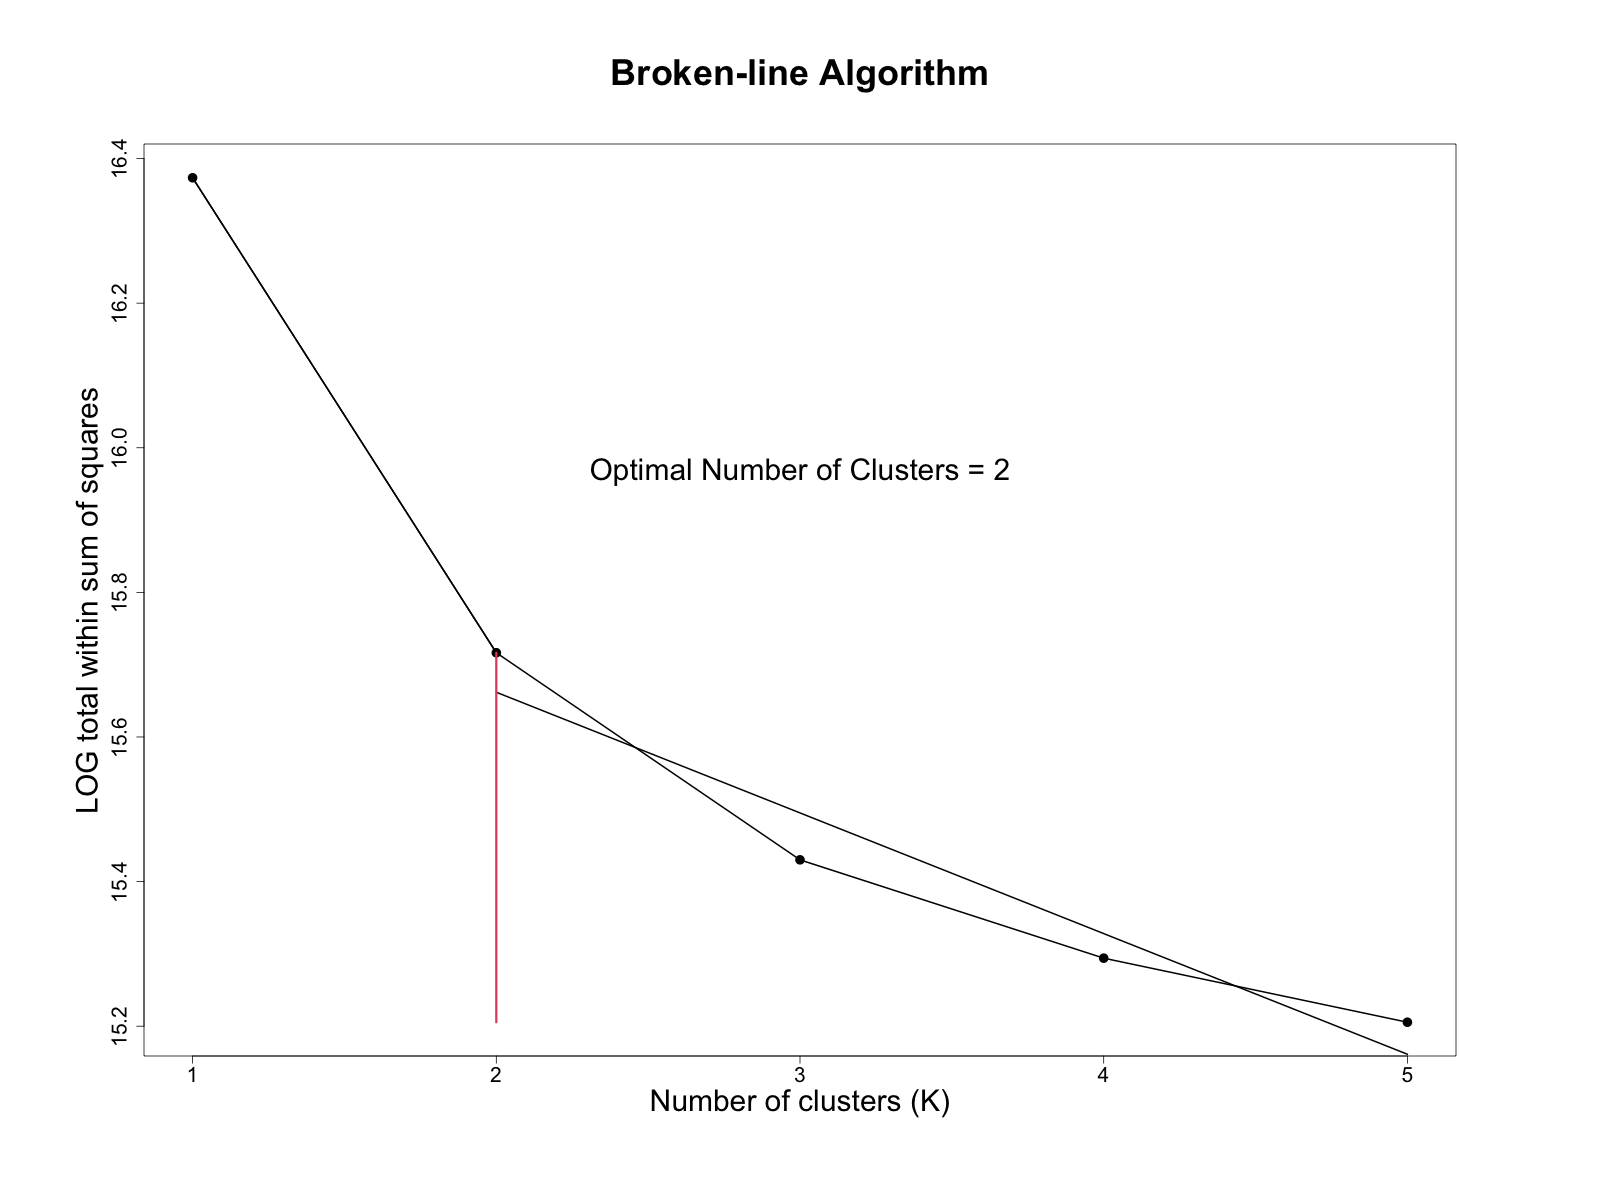 Broken-line Algorithm
LOG total within sum of squares
16.4
16.2
16.0
15.8
15.6
15.4
15.2
Optimal Number of Clusters = 2
1 2 3 4 5
Number of clusters (K)